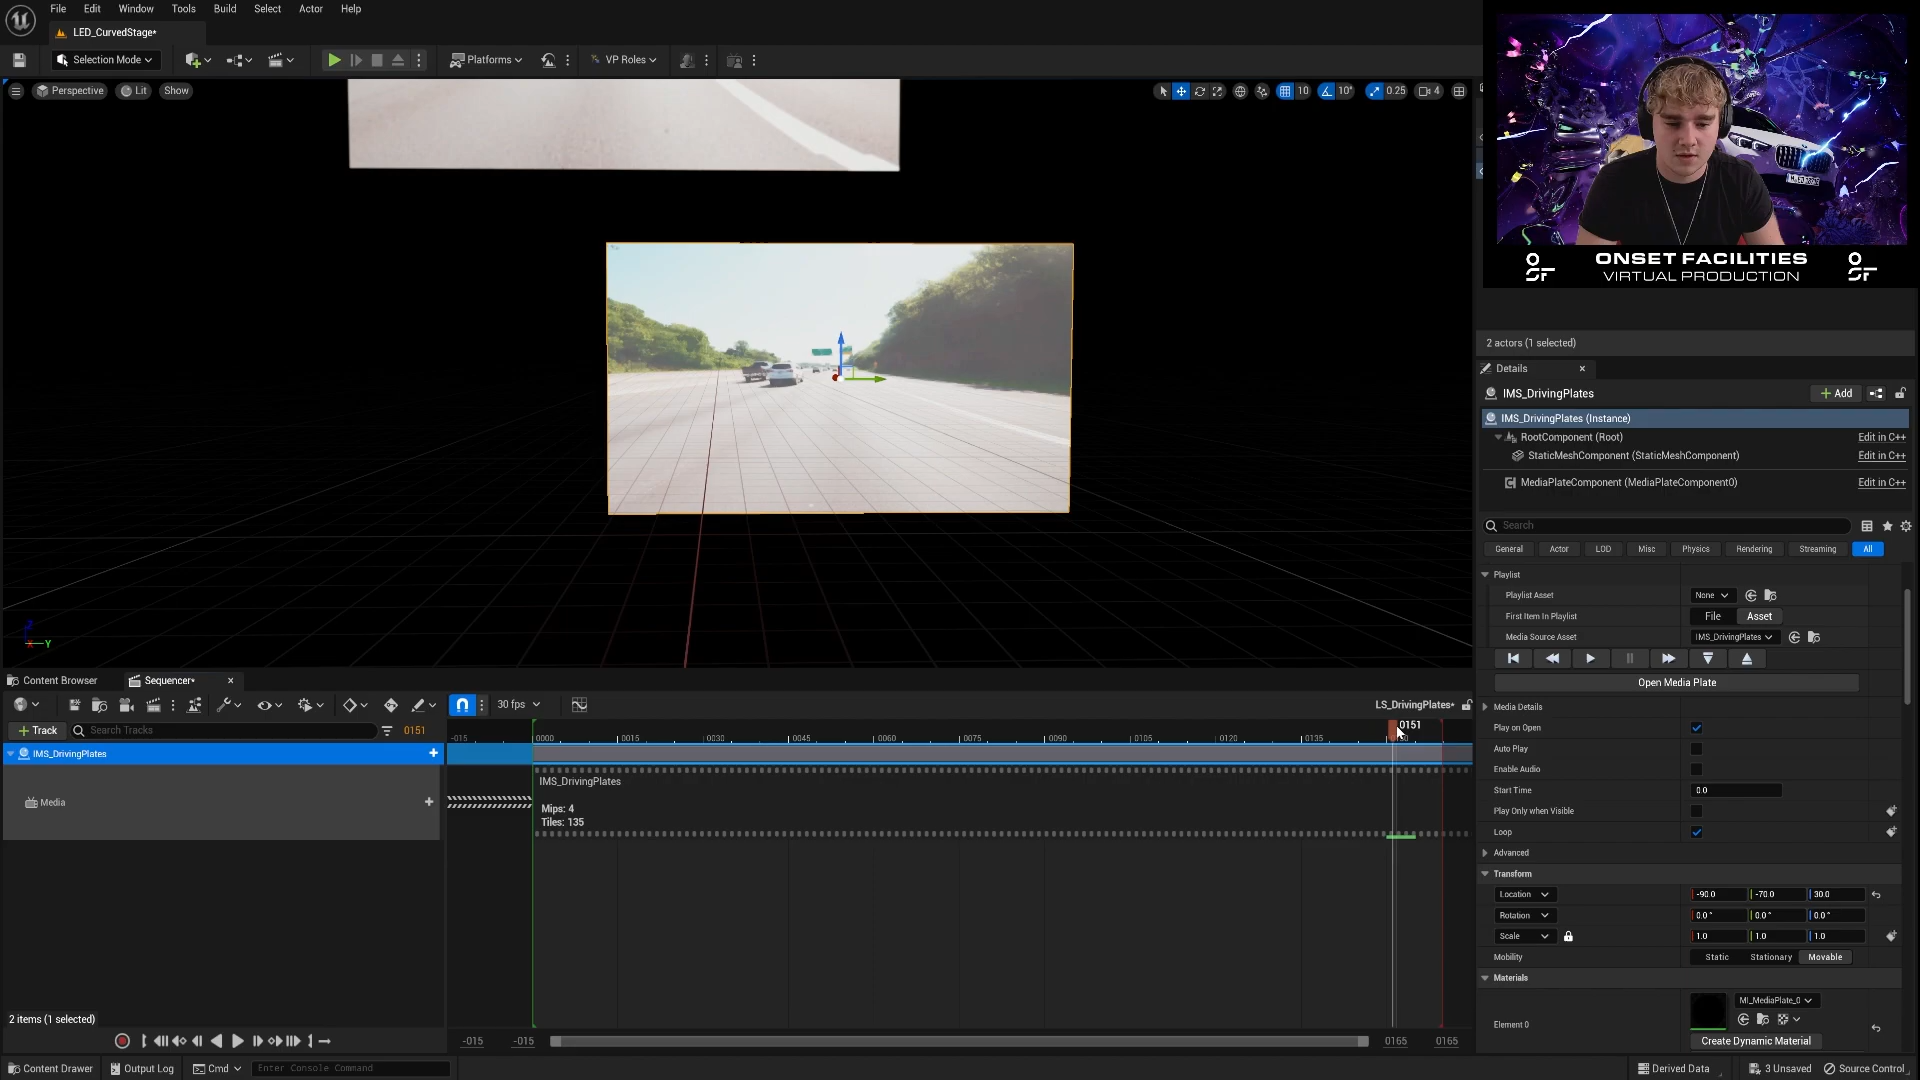 File Edit Window Tools Build Select Actor Help
LED_CurvedStage*
Selection Mode
Platforms
VP Roles
Perspective
Lit
Show
10
10°
0.25
4
ONSET FACILITIES
VIRTUAL PRODUCTION
2 actors (1 selected)
Details
IMS_DrivingPlates
Add
IMS_DrivingPlates (Instance)
RootComponent (Root)
Edit in C++
StaticMeshComponent (StaticMeshComponent)
Edit in C++
MediaPlateComponent (MediaPlateComponent0)
Edit in C++
Search
General Actor LOD Misc Physics Rendering Streaming All
Playlist
Playlist Asset
None
First Item In Playlist
File Asset
Media Source Asset
IMS_DrivingPlates
Open Media Plate
Media Details
Play on Open
Auto Play
Enable Audio
Start Time
0.0
Play Only when Visible
Loop
Advanced
Transform
Location
-90.0 -70.0 30.0
Rotation
0.0° 0.0° 0.0°
Scale
1.0 1.0 1.0
Mobility
Static Stationary Movable
Materials
Element 0
MI_MediaPlate_0
Create Dynamic Material
Z
X
Y
Content Browser
Sequencer*
30 fps
LS_DrivingPlates*
Track
Search Tracks
0151
-015 0000 0015 0030 0045 0060 0075 0090 0105 0120 0135
0151
IMS_DrivingPlates
Media
IMS_DrivingPlates
Mips: 4
Tiles: 135
2 items (1 selected)
-015 -015 0165 0165
Content Drawer
Output Log
Cmd
Enter Console Command
Derived Data
3 Unsaved
Source Control